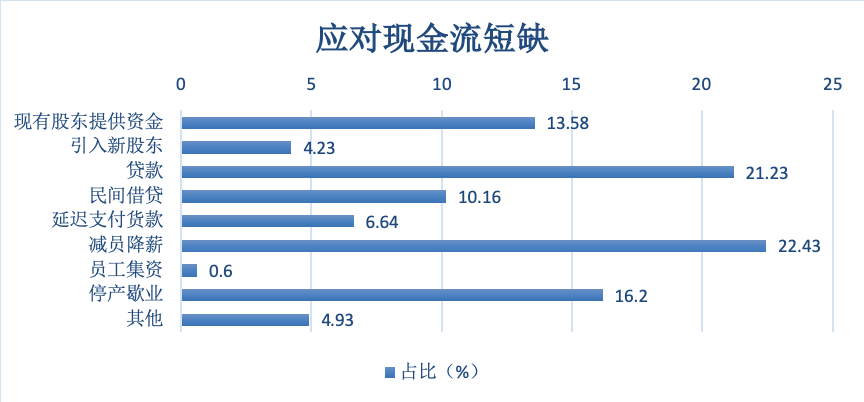 应对现金流短缺
0 5 10 15 20 25
现有股东提供资金 13.58
引入新股东 4.23
贷款 21.23
民间借贷 10.16
延迟支付货款 6.64
减员降薪 22.43
员工集资 0.6
停产歇业 16.2
其他 4.93
占比（%）